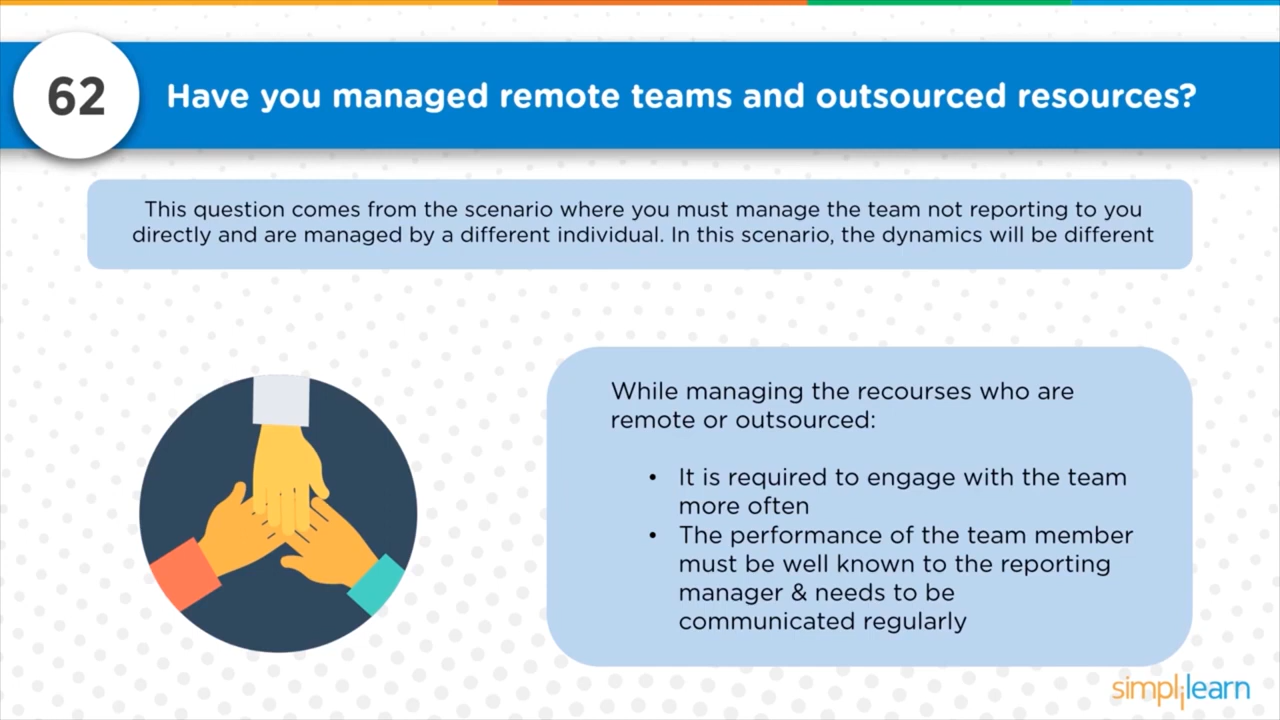 62
Have you managed remote teams and outsourced resources?
This question comes from the scenario where you must manage the team not reporting to you
directly and are managed by a different individual. In this scenario, the dynamics will be different
While managing the recourses who are
remote or outsourced:
• It is required to engage with the team
more often
• The performance of the team member
must be well known to the reporting
manager & needs to be
communicated regularly
simplilearn